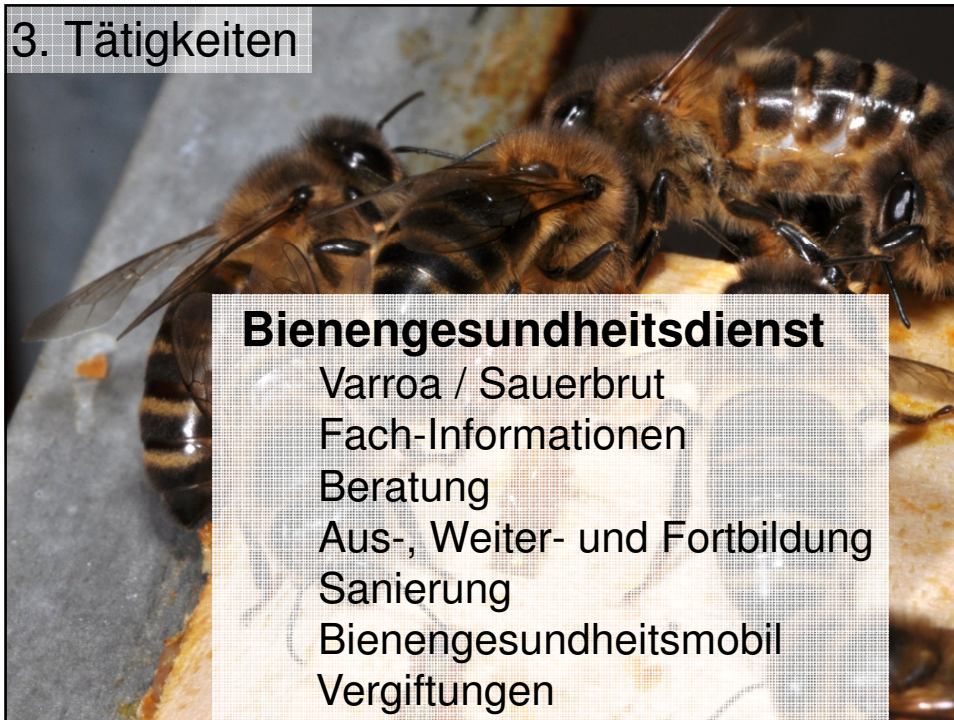 3. Tätigkeiten
Bienengesundheitsdienst
Varroa / Sauerbrut
Fach-Informationen
Beratung
Aus-, Weiter- und Fortbildung
Sanierung
Bienengesundheitsmobil
Vergiftungen